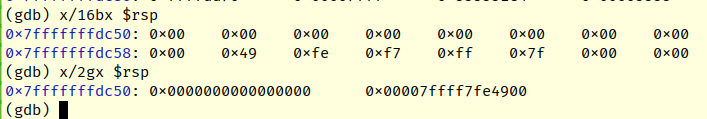 (gdb) x/16bx $rsp
0x7fffffffdc50: 0x00 0x00 0x00 0x00 0x00 0x00 0x00 0x00
0x7fffffffdc58: 0x00 0x49 0xfe 0xf7 0xff 0x7f 0x00 0x00
(gdb) x/2gx $rsp
0x7fffffffdc50: 0x0000000000000000 0x00007ffff7fe4900
(gdb)